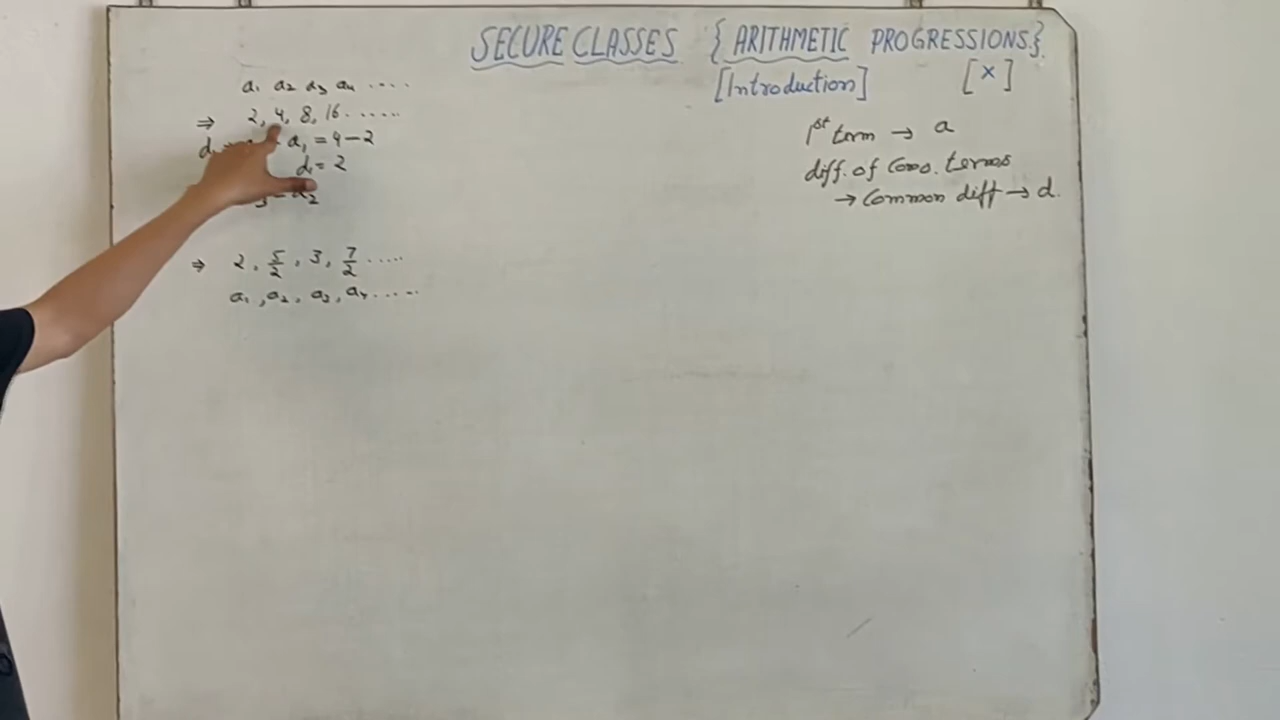 SECURE CLASSES { ARITHMETIC PROGRESSIONS.}
[Introduction] [x]
a₁ a₂ a₃ a₄ ....
⇒ 2, 4, 8, 16 ......
a₁ = 4 - 2
d₁ = 2
- a₂
⇒ 2, 5/2, 3, 7/2 .....
a₁, a₂, a₃, a₄ .....
1st term → a
diff. of Cons. terms
→ Common diff → d.